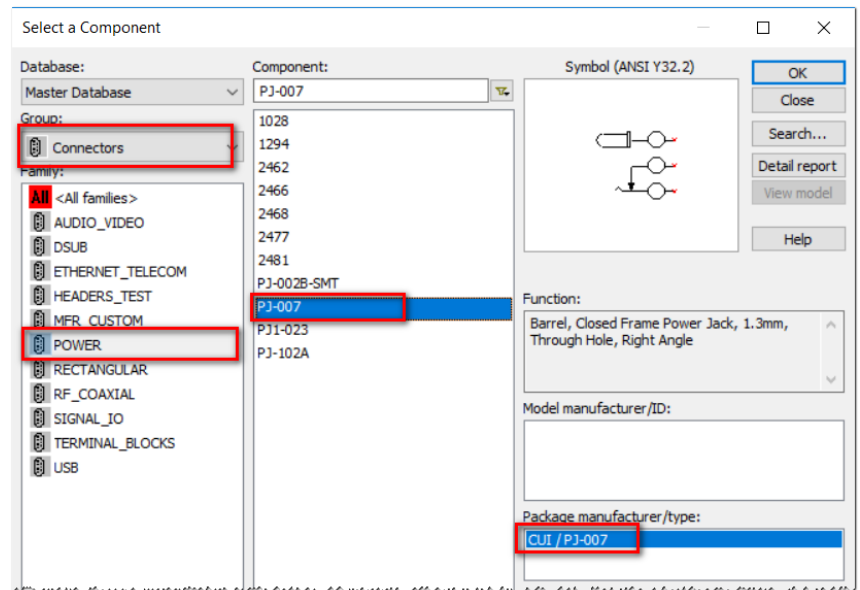 Select a Component
Database:
Master Database
Group:
Connectors
Family:
All <All families>
AUDIO_VIDEO
DSUB
ETHERNET_TELECOM
HEADERS_TEST
MFR_CUSTOM
POWER
RECTANGULAR
RF_COAXIAL
SIGNAL_IO
TERMINAL_BLOCKS
USB
Component:
PJ-007
1028
1294
2462
2466
2468
2477
2481
PJ-002B-SMT
PJ-007
PJ1-023
PJ-102A
Symbol (ANSI Y32.2)
OK
Close
Search...
Detail report
View model
Help
Function:
Barrel, Closed Frame Power Jack, 1.3mm,
Through Hole, Right Angle
Model manufacturer/ID:
Package manufacturer/type:
CUI / PJ-007